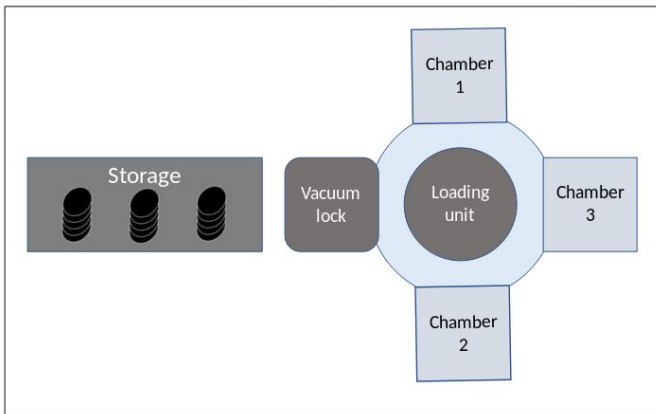 Storage
Vacuum
lock
Loading
unit
Chamber
1
Chamber
3
Chamber
2